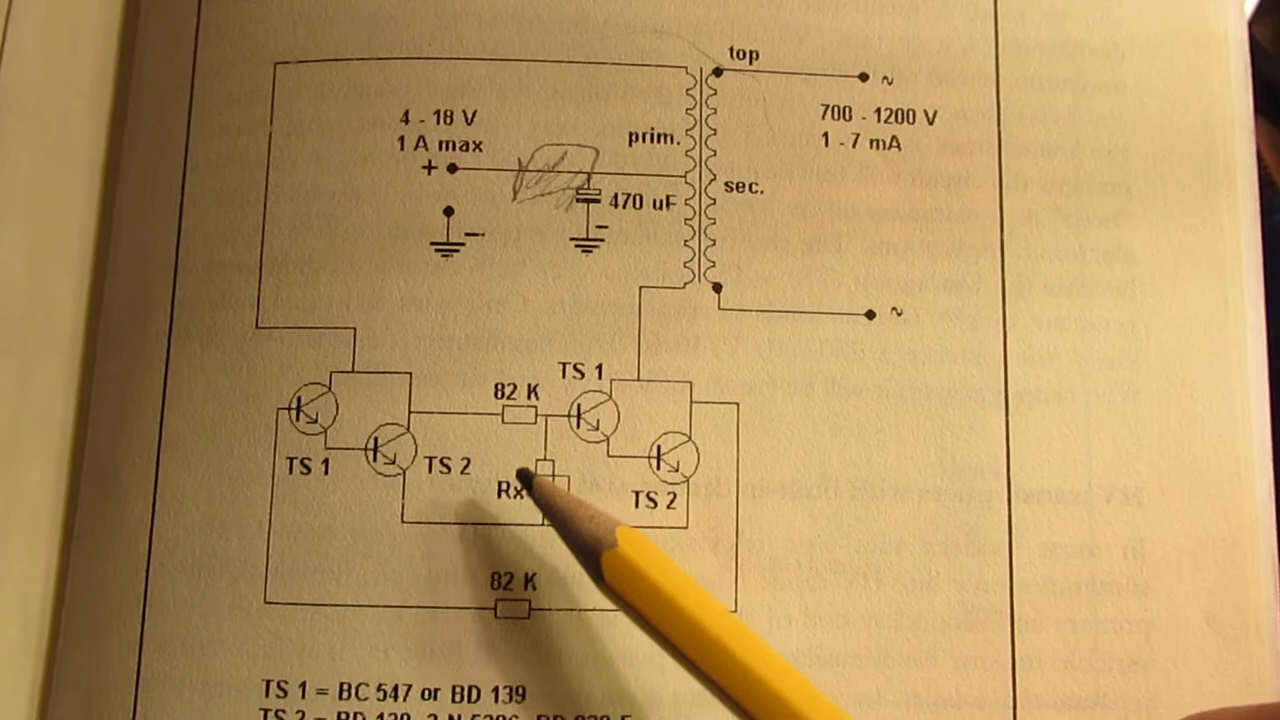 top
4 - 18 V
1 A max
+
470 uF
prim.
sec.
~
700 - 1200 V
1 - 7 mA
~
TS 1
TS 2
82 K
Rx
TS 1
TS 2
82 K
TS 1 = BC 547 or BD 139